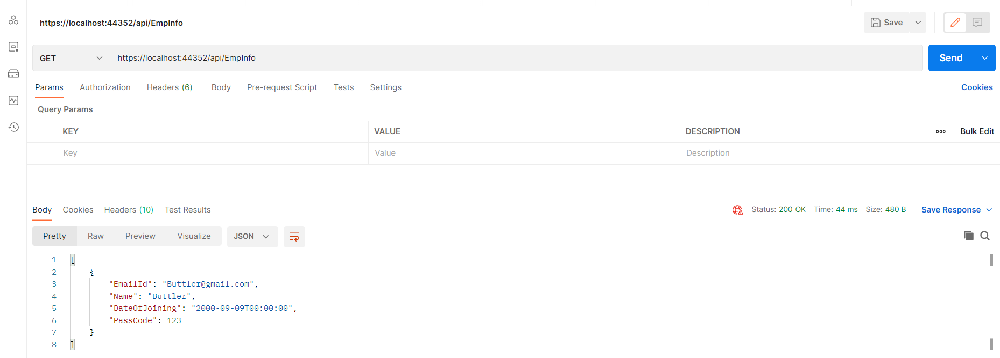 https://localhost:44352/api/EmpInfo
Save
GET https://localhost:44352/api/EmpInfo Send
Params Authorization Headers (6) Body Pre-request Script Tests Settings Cookies
Query Params
KEY VALUE DESCRIPTION ooo Bulk Edit
Key Value Description
Body Cookies Headers (10) Test Results Status: 200 OK Time: 44 ms Size: 480 B Save Response
Pretty Raw Preview Visualize JSON
1 [
2 {
3 "EmailId": "Buttler@gmail.com",
4 "Name": "Buttler",
5 "DateOfJoining": "2000-09-09T00:00:00",
6 "PassCode": 123
7 }
8 ]